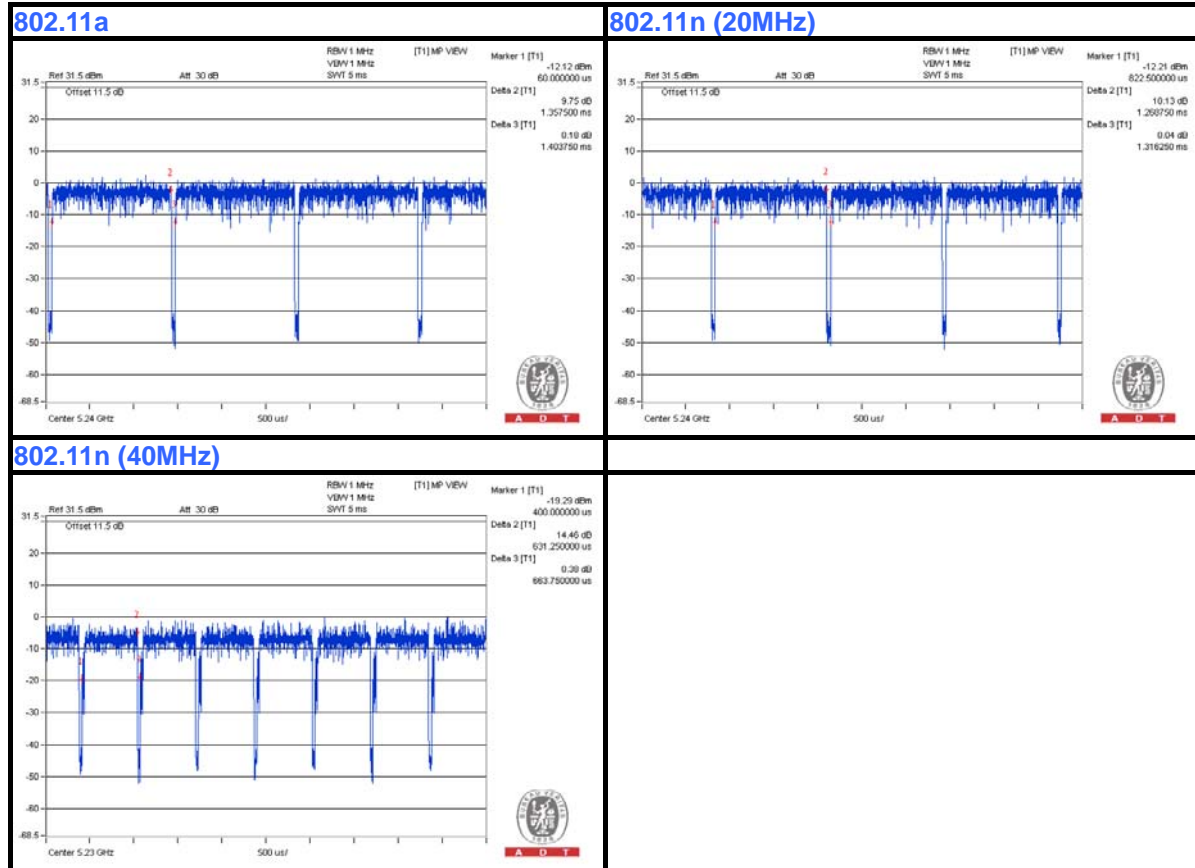 802.11a
RBW 1 MHz [T1] MP VIEW
VBW 1 MHz
Ref 31.5 dBm Att 30 dB SWT 5 ms
Marker 1 [T1]
-12.12 dBm
60.000000 us
Delta 2 [T1]
9.75 dB
1.357500 ms
Delta 3 [T1]
1.403750 ms
31.5
Offset 11.5 dB
20
10
0
-10
-20
-30
-40
-50
-60
-68.5
2
Center 5.24 GHz 500 us/
A D T
802.11n (20MHz)
RBW 1 MHz [T1] MP VIEW
VBW 1 MHz
Ref 31.5 dBm Att 30 dB SWT 5 ms
Marker 1 [T1]
-12.21 dBm
822.500000 us
Delta 2 [T1]
10.13 dB
1.268750 ms
Delta 3 [T1]
0.04 dB
1.316250 ms
31.5
Offset 11.5 dB
20
10
0
-10
-20
-30
-40
-50
-60
-68.5
2
Center 5.24 GHz 500 us/
A D T
802.11n (40MHz)
RBW 1 MHz [T1] MP VIEW
VBW 1 MHz
Ref 31.5 dBm Att 30 dB SWT 5 ms
Marker 1 [T1]
-19.29 dBm
400.000000 us
Delta 2 [T1]
14.46 dB
631.250000 us
Delta 3 [T1]
663.750000 us
31.5
Offset 11.5 dB
20
10
0
-10
-20
-30
-40
-50
-60
-68.5
2
Center 5.23 GHz 500 us/
A D T